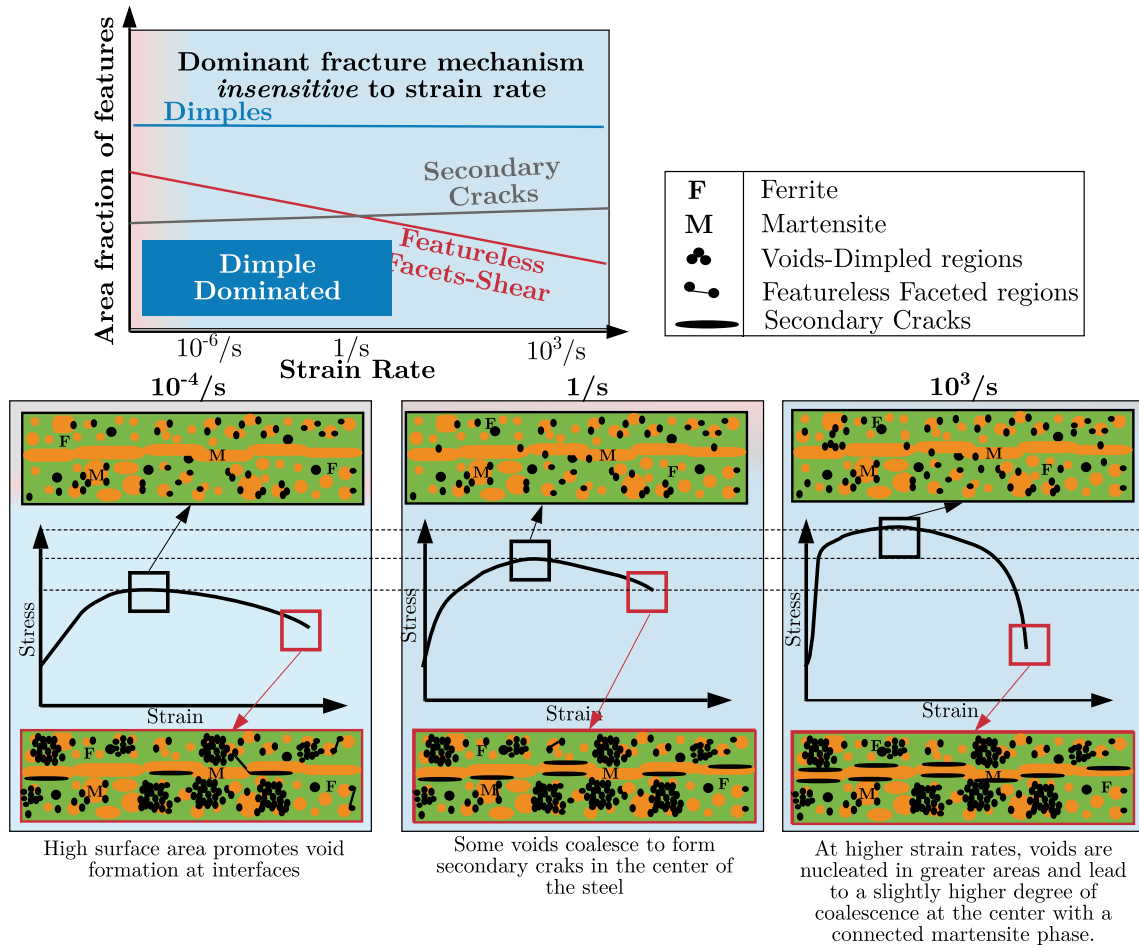 Area fraction of features
Dominant fracture mechanism
insensitive to strain rate
Dimples
Secondary
Cracks
Featureless
Facets-Shear
Dimple
Dominated
10-6/s
1/s
103/s
Strain Rate
F Ferrite
M Martensite
Voids-Dimpled regions
Featureless Faceted regions
Secondary Cracks
10-4/s
F
M
M
F
Stress
Strain
F
M
M
F
High surface area promotes void
formation at interfaces
1/s
F
M
M
F
Stress
Strain
F
M
M
F
Some voids coalesce to form
secondary craks in the center of
the steel
103/s
F
M
M
F
Stress
Strain
F
M
M
F
At higher strain rates, voids are
nucleated in greater areas and lead
to a slightly higher degree of
coalescence at the center with a
connected martensite phase.